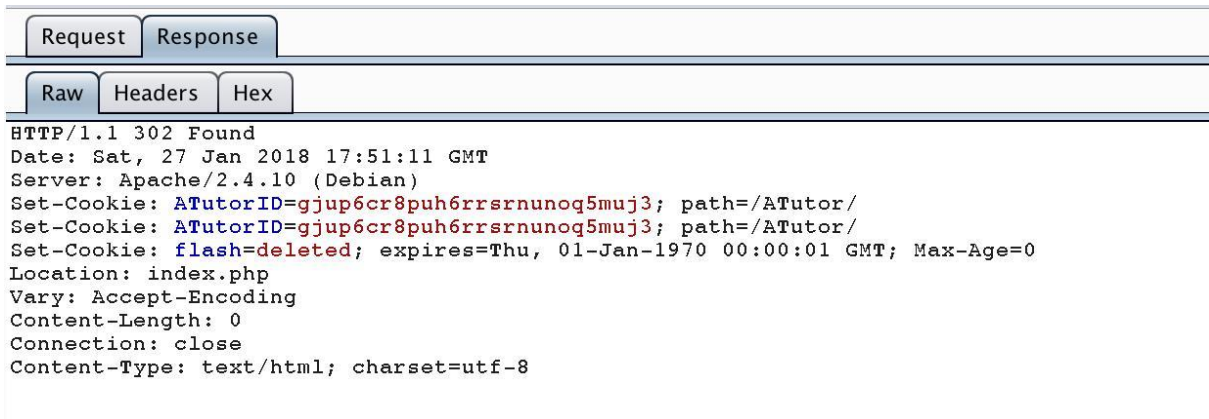 Request Response
Raw Headers Hex
HTTP/1.1 302 Found
Date: Sat, 27 Jan 2018 17:51:11 GMT
Server: Apache/2.4.10 (Debian)
Set-Cookie: ATutorID=gjup6cr8puh6rrsrnunoq5muj3; path=/ATutor/
Set-Cookie: ATutorID=gjup6cr8puh6rrsrnunoq5muj3; path=/ATutor/
Set-Cookie: flash=deleted; expires=Thu, 01-Jan-1970 00:00:01 GMT; Max-Age=0
Location: index.php
Vary: Accept-Encoding
Content-Length: 0
Connection: close
Content-Type: text/html; charset=utf-8